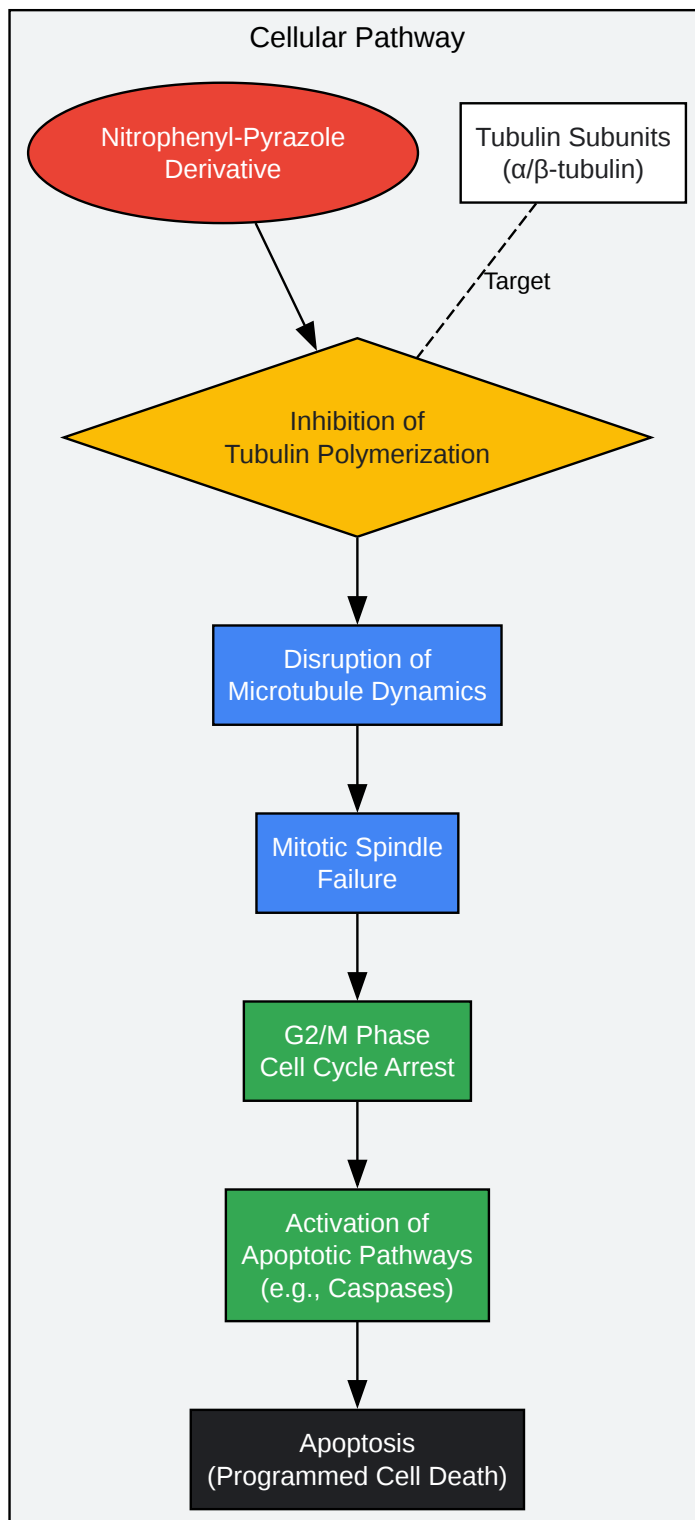 Cellular Pathway
Nitrophenyl-Pyrazole
Derivative
Tubulin Subunits
(α/β-tubulin)
Target
Inhibition of
Tubulin Polymerization
Disruption of
Microtubule Dynamics
Mitotic Spindle
Failure
G2/M Phase
Cell Cycle Arrest
Activation of
Apoptotic Pathways
(e.g., Caspases)
Apoptosis
(Programmed Cell Death)